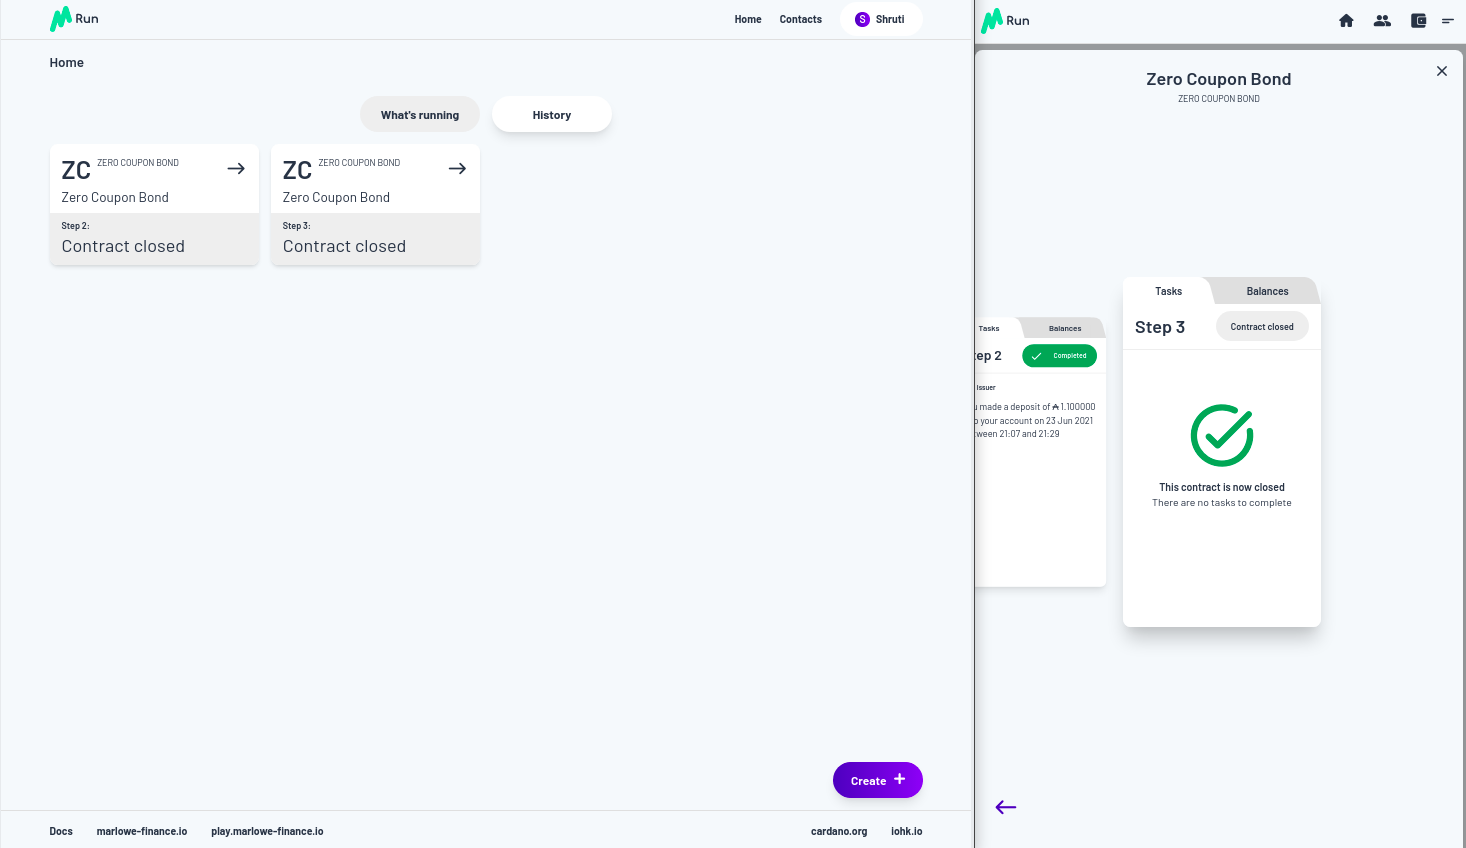 Run
Home
Contacts
S
Shruti
Home
What's running
History
ZC
ZERO COUPON BOND
Zero Coupon Bond
Step 2:
Contract closed
ZC
ZERO COUPON BOND
Zero Coupon Bond
Step 3:
Contract closed
Create +
Docs
marlowe-finance.io
play.marlowe-finance.io
cardano.org
iohk.io
Run
Zero Coupon Bond
ZERO COUPON BOND
Tasks
Balances
ep 2
Completed
Issuer
made a deposit of ₳ 1.100000
your account on 23 Jun 2021
ween 21:07 and 21:29
Tasks
Balances
Step 3
Contract closed
This contract is now closed
There are no tasks to complete